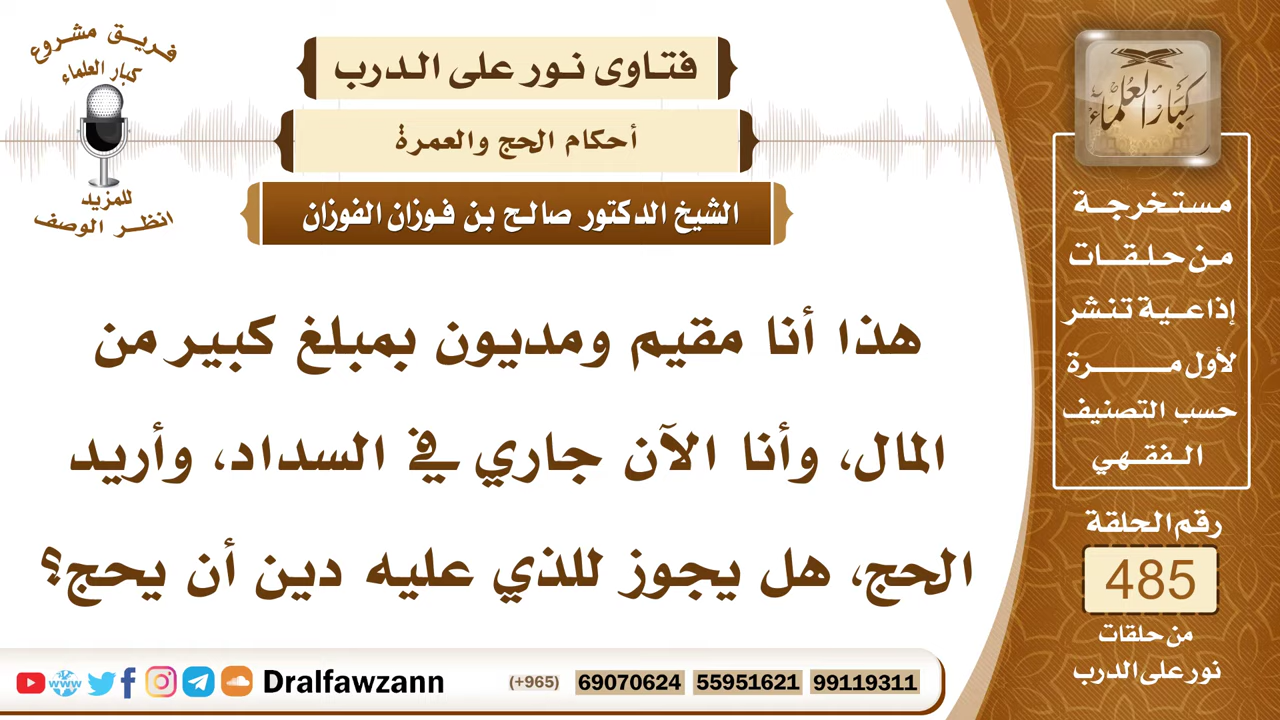 فريق مشروع
كبار العلماء
للمزيد
انظر الوصف
فتاوى نور على الدرب
أحكام الحج والعمرة
الشيخ الدكتور صالح بن فوزان الفوزان
هذا أنا مقيم ومديون بمبلغ كبير من
المال، وأنا الآن جاري في السداد، وأريد
الحج، هل يجوز للذي عليه دين أن يحج؟
كبار العلماء
مستخرجة
من حلقات
إذاعية تنشر
لأول مرة
حسب التصنيف
الفقهي
رقم الحلقة
485
من حلقات
نور على الدرب
www Dralfawzann (+965) 69070624 55951621 99119311